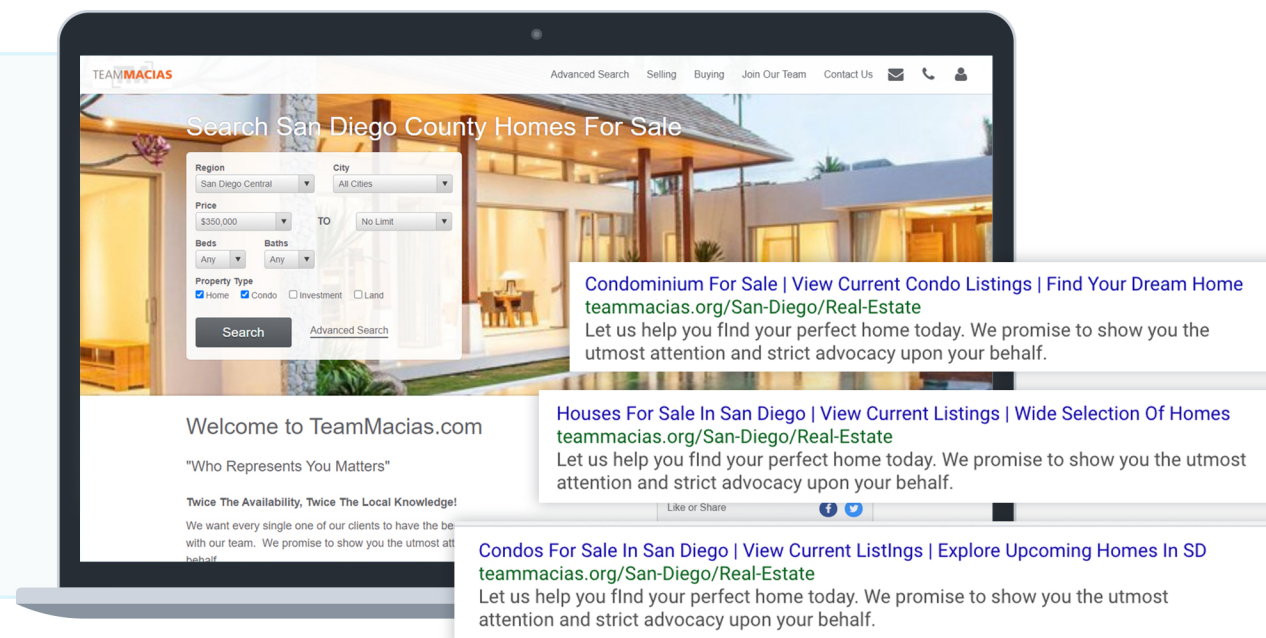 TEAMMACIAS
Advanced Search Selling Buying Join Our Team Contact Us
Search San Diego County Homes For Sale
Region City
San Diego Central All Cities
Price
$350,000 TO No Limit
Beds Baths
Any Any
Property Type
Home Condo Investment Land
Search Advanced Search
Condominium For Sale | View Current Condo Listings | Find Your Dream Home
teammacias.org/San-Diego/Real-Estate
Let us help you fInd your perfect home today. We promise to show you the
utmost attention and strict advocacy upon your behalf.
Houses For Sale In San Diego | View Current Listings | Wide Selection Of Homes
teammacias.org/San-Diego/Real-Estate
Let us help you fInd your perfect home today. We promise to show you the utmost
attention and strict advocacy upon your behalf.
Welcome to TeamMacias.com
"Who Represents You Matters"
Twice The Availability, Twice The Local Knowledge!
We want every single one of our clients to have the be
with our team. We promise to show you the utmost att
behalf
Like or Share
Condos For Sale In San Diego | View Current ListIngs | Explore Upcoming Homes In SD
teammacias.org/San-Diego/Real-Estate
Let us help you fInd your perfect home today. We promise to show you the utmost
attention and strict advocacy upon your behalf.